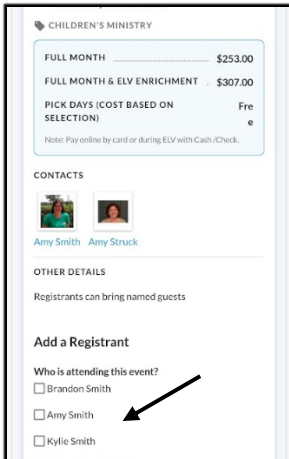 CHILDREN'S MINISTRY
FULL MONTH $253.00
FULL MONTH & ELV ENRICHMENT $307.00
PICK DAYS (COST BASED ON Fre
SELECTION) e
Note: Pay online by card or during ELV with Cash /Check.
CONTACTS
Amy Smith Amy Struck
OTHER DETAILS
Registrants can bring named guests
Add a Registrant
Who is attending this event?
Brandon Smith
Amy Smith
Kylie Smith